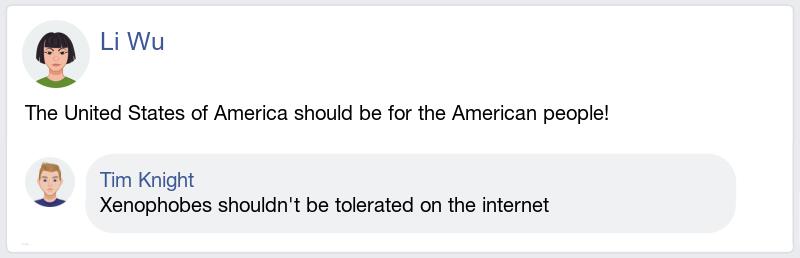 Li Wu
The United States of America should be for the American people!
Tim Knight
Xenophobes shouldn't be tolerated on the internet